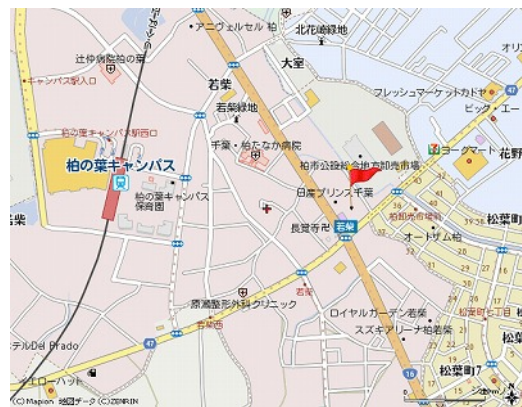 アニヴェルセル 柏
北花崎緑地
辻仲病院柏の葉
大室
キャンパス駅入口
若柴
フレッシュマーケットカドヤ
47
ビッグ・エー
若柴緑地
柏の葉キャンパス駅西口
千葉・柏たなか病院
ヨークマート
花野
柏の葉キャンパス
柏市公設総合地方卸売市場
柏の葉キャンパス
保育園
日産プリンス千葉
柏卸売市場前
松葉町
若柴
長覚寺
若柴
オートザム柏
原瀬整形外科クリニック
若柴
ロイヤルガーデン若柴
松葉町七丁目
若柴西
スズキアリーナ柏若柴
テルDel Prado
47
松葉町7
イエローハット
16
(C)Mapion 地図データ (C)ZENRIN